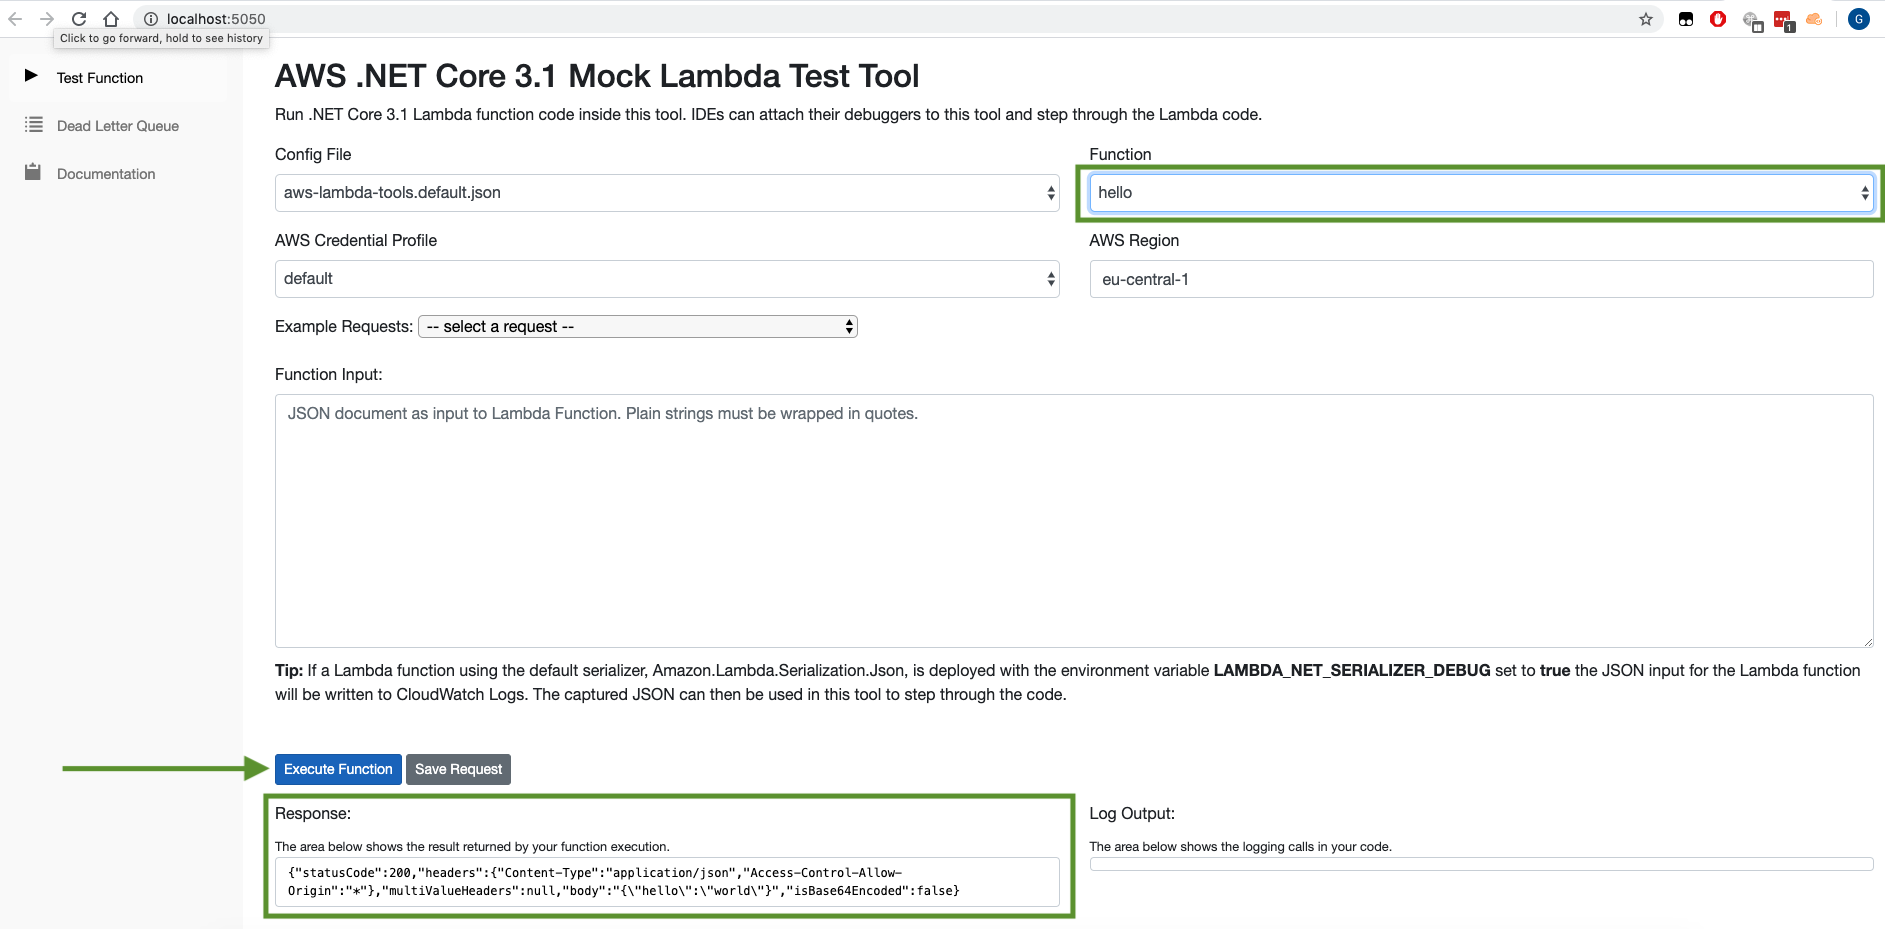 localhost:5050
G
1
Click to go forward, hold to see history
Test Function
Dead Letter Queue
Documentation
AWS .NET Core 3.1 Mock Lambda Test Tool
Run .NET Core 3.1 Lambda function code inside this tool. IDEs can attach their debuggers to this tool and step through the Lambda code.
Config File
Function
aws-lambda-tools.default.json
hello
AWS Credential Profile
AWS Region
default
eu-central-1
Example Requests: -- select a request --
Function Input:
JSON document as input to Lambda Function. Plain strings must be wrapped in quotes.
Tip: If a Lambda function using the default serializer, Amazon.Lambda.Serialization.Json, is deployed with the environment variable LAMBDA_NET_SERIALIZER_DEBUG set to true the JSON input for the Lambda function
will be written to CloudWatch Logs. The captured JSON can then be used in this tool to step through the code.
Execute Function Save Request
Response:
The area below shows the result returned by your function execution.
{"statusCode":200,"headers":{"Content-Type":"application/json","Access-Control-Allow-
Origin":"*"},"multiValueHeaders":null,"body":"{\"hello\":\"world\"}","isBase64Encoded":false}
Log Output:
The area below shows the logging calls in your code.